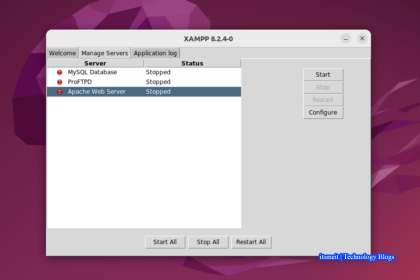 XAMPP 8.2.4-0
Welcome Manage Servers Application log
Server Status
MySQL Database Stopped
ProFTPD Stopped
Apache Web Server Stopped
Start
Stop
Restart
Configure
Start All Stop All Restart All
itsmeit | Technology Blogs